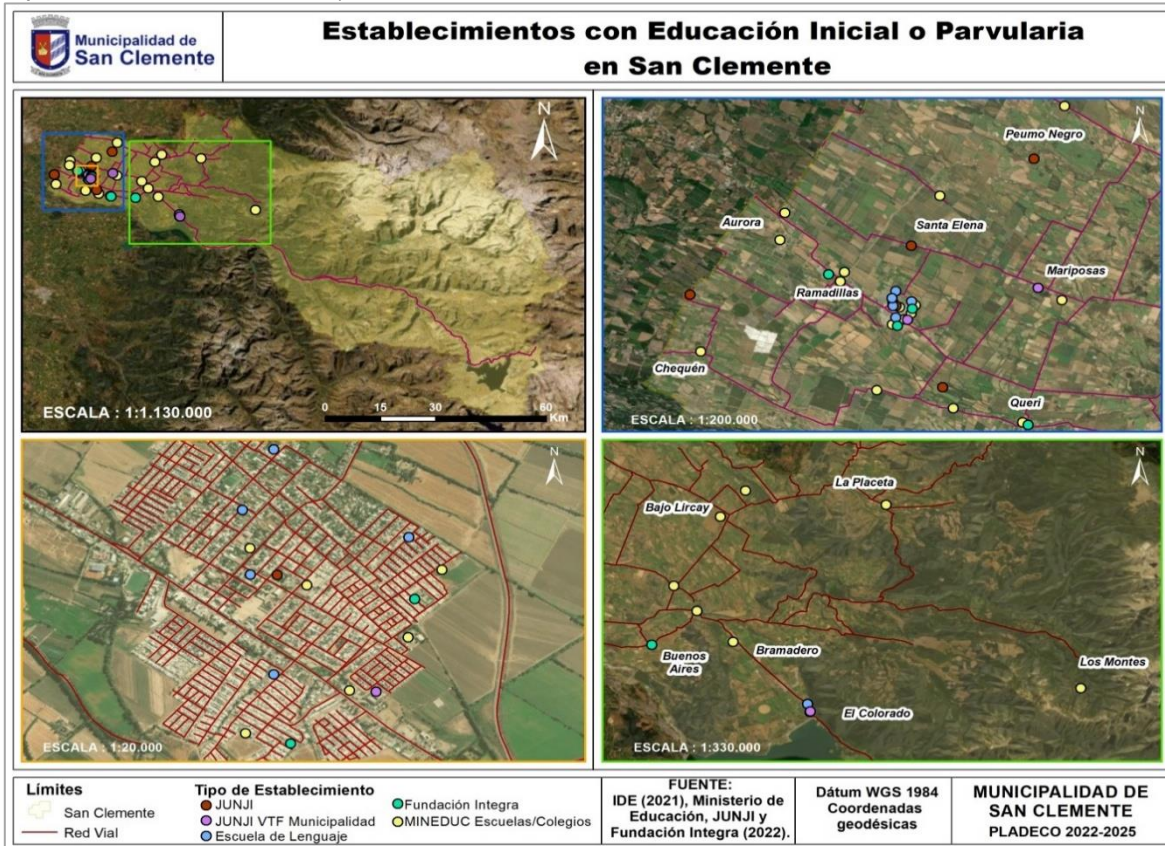 Municipalidad de
San Clemente
Establecimientos con Educación Inicial o Parvularia
en San Clemente
N
ESCALA : 1:1.130.000
0 15 30 60
Km
N
Peumo Negro
Aurora
Santa Elena
Mariposas
Ramadillas
Chequén
Queri
ESCALA : 1:200.000
N
ESCALA : 1:20.000
N
La Placeta
Bajo Lircay
Buenos
Aires
Bramadero
Los Montes
El Colorado
ESCALA : 1:330.000
Límites
San Clemente
Red Vial
Tipo de Establecimiento
JUNJI
JUNJI VTF Municipalidad
Escuela de Lenguaje
Fundación Integra
MINEDUC Escuelas/Colegios
FUENTE:
IDE (2021), Ministerio de
Educación, JUNJI y
Fundación Integra (2022).
Dátum WGS 1984
Coordenadas
geodésicas
MUNICIPALIDAD DE
SAN CLEMENTE
PLADECO 2022-2025